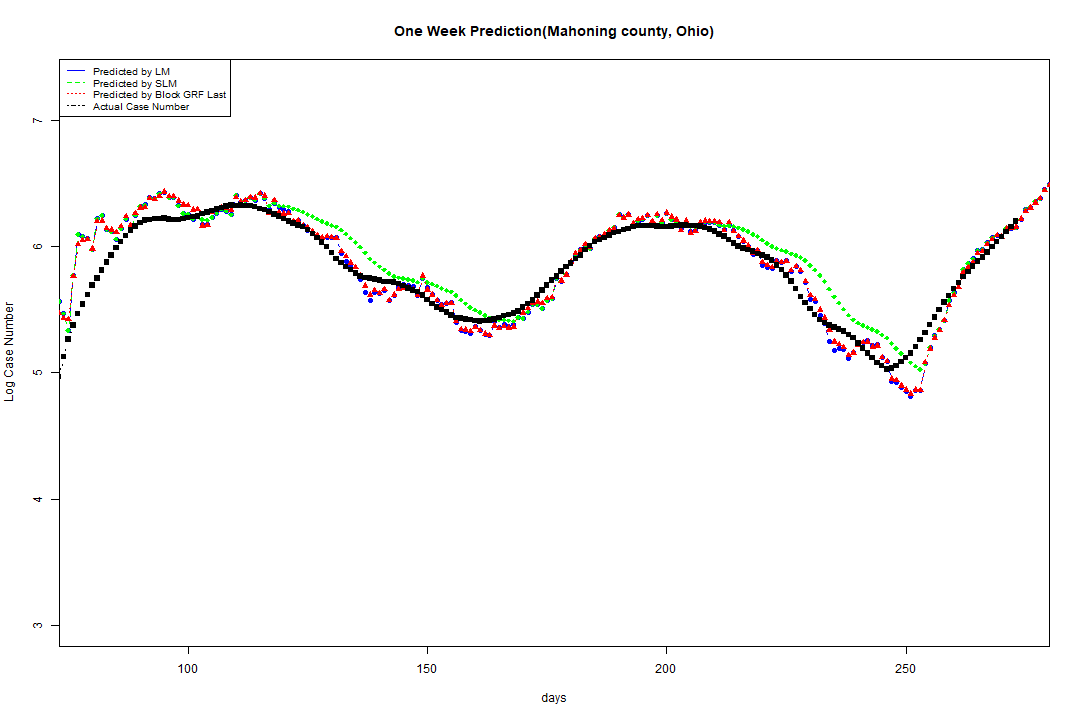 One Week Prediction(Mahoning county, Ohio)
Predicted by LM
Predicted by SLM
Predicted by Block GRF Last
Actual Case Number
7
6
5
4
3
Log Case Number
100 150 200 250
days